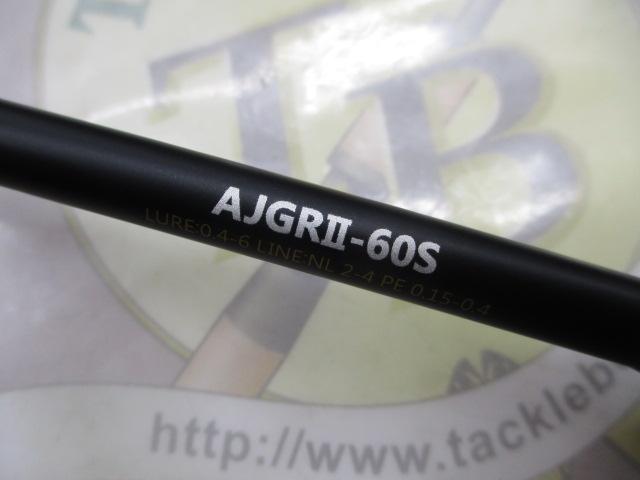 T
TB
AJGRⅡ-60S
LURE:0.4-6 LINE:NL 2-4 PE 0.15-0.4
http://www.tackleb